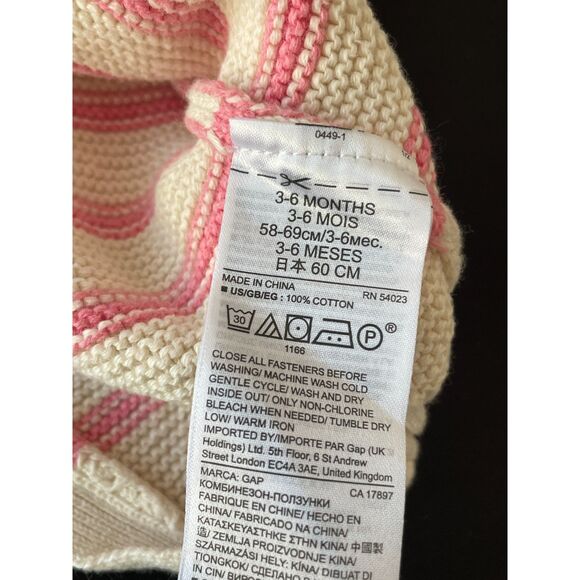 0449-1
3-6 MONTHS
3-6 MOIS
58-69см/3-6мес.
3-6 MESES
日本 60 CM
MADE IN CHINA RN 54023
■ US/GB/EG : 100% COTTON
30 P ®
1166
CLOSE ALL FASTENERS BEFORE
WASHING/ MACHINE WASH COLD
GENTLE CYCLE/ WASH AND DRY
INSIDE OUT/ ONLY NON-CHLORINE
BLEACH WHEN NEEDED/ TUMBLE DRY
LOW/ WARM IRON
IMPORTED BY/IMPORTE PAR Gap (UK
Holdings) Ltd. 5th Floor, 6 St Andrew
Street London EC4A 3AE, United Kingdom
MARCA: GAP CA 17897
КОМБИНЕЗОН-ПОЛЗУНКИ
FABRIQUE EN CHINE/ HECHO EN
CHINA/ FABRICADO NA CHINA/
ΚΑΤΑΣΚΕΥΑΣΤΗΚΕ ΣΤΗΝ ΚΙΝΑ/ 中國製
造/ ZEMLJA PROIZVODNJE KINA/
SZÁRMAZÁSI HELY: KÍNA/ DIBUAT DI
TIONGKOK/ СДЕЛАНО